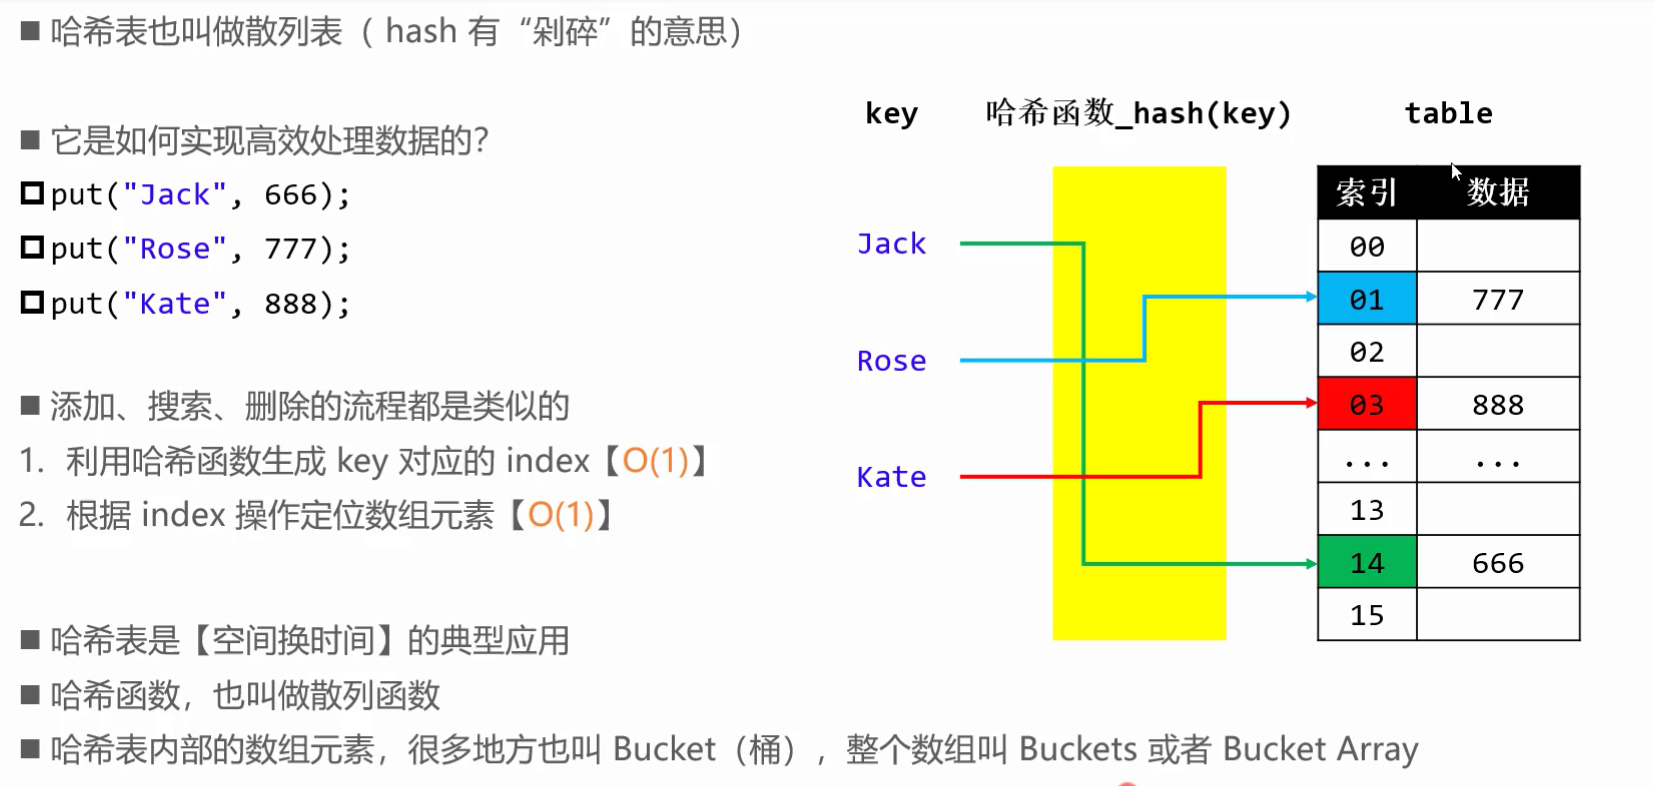 ■ 哈希表也叫做散列表（ hash 有“剁碎”的意思）
■ 它是如何实现高效处理数据的？
put("Jack", 666);
put("Rose", 777);
put("Kate", 888);
■ 添加、搜索、删除的流程都是类似的
1. 利用哈希函数生成 key 对应的 index【O(1)】
2. 根据 index 操作定位数组元素【O(1)】
■ 哈希表是【空间换时间】的典型应用
■ 哈希函数，也叫做散列函数
■ 哈希表内部的数组元素，很多地方也叫 Bucket（桶），整个数组叫 Buckets 或者 Bucket Array
key 哈希函数_hash(key) table
Jack
Rose
Kate
索引 数据
00
01 777
02
03 888
... ...
13
14 666
15